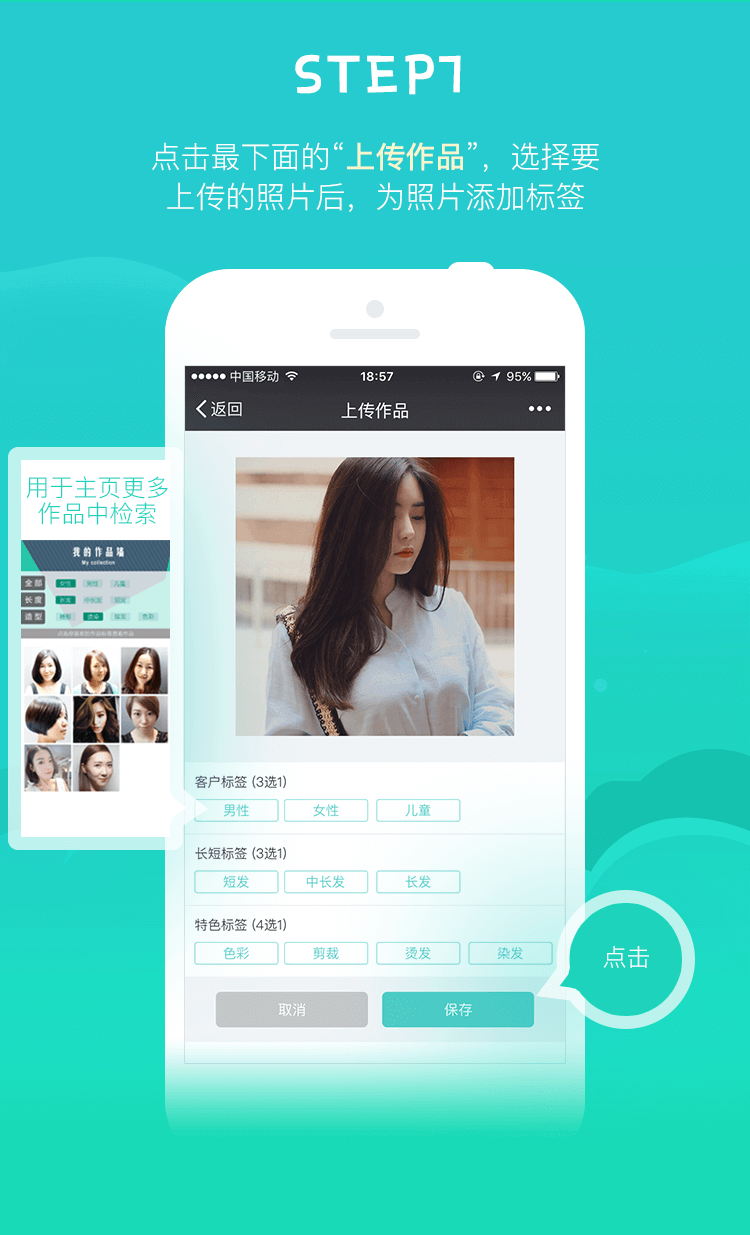 STEP1
点击最下面的“上传作品”，选择要
上传的照片后，为照片添加标签
中国移动
18:57
95%
返回
上传作品
用于主页更多
作品中检索
我的作品墙
My collection
全部 女性 男性 儿童
长度 长发 中长发 短发
造型
染发 色彩
客户标签 (3选1)
男性 女性 儿童
长短标签 (3选1)
短发 中长发 长发
特色标签 (4选1)
色彩 剪裁 烫发 染发
取消 保存
点击